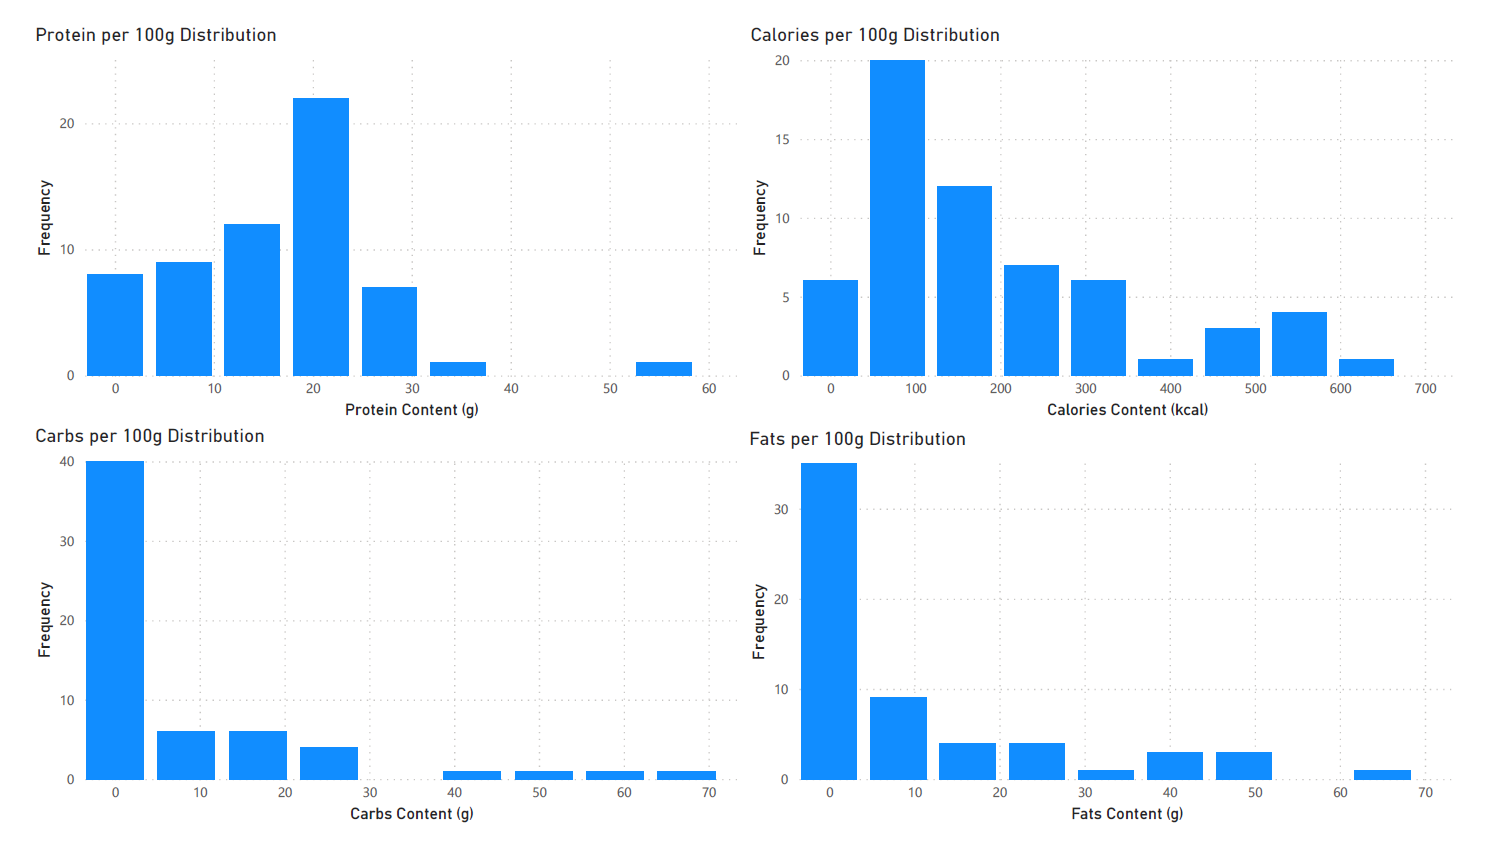 Protein per 100g Distribution
Frequency
20
10
0
0 10 20 30 40 50 60
Protein Content (g)
Calories per 100g Distribution
Frequency
20
15
10
5
0
0 100 200 300 400 500 600 700
Calories Content (kcal)
Carbs per 100g Distribution
Frequency
40
30
20
10
0
0 10 20 30 40 50 60 70
Carbs Content (g)
Fats per 100g Distribution
Frequency
30
20
10
0
0 10 20 30 40 50 60 70
Fats Content (g)